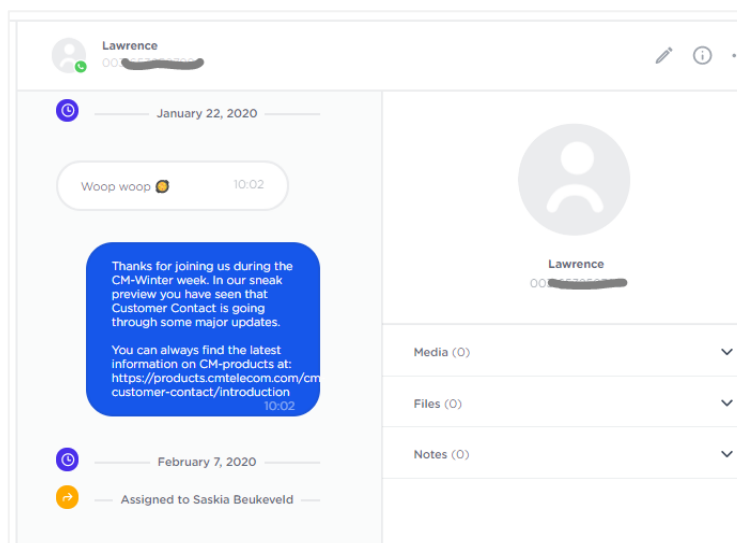 Lawrence
January 22, 2020
Woop woop
10:02
Thanks for joining us during the
CM-Winter week. In our sneak
preview you have seen that
Customer Contact is going
through some major updates.
You can always find the latest
information on CM-products at:
https://products.cmtelecom.com/cm
customer-contact/introduction
10:02
February 7, 2020
Assigned to Saskia Beukeveld
Lawrence
Media (0)
Files (0)
Notes (0)